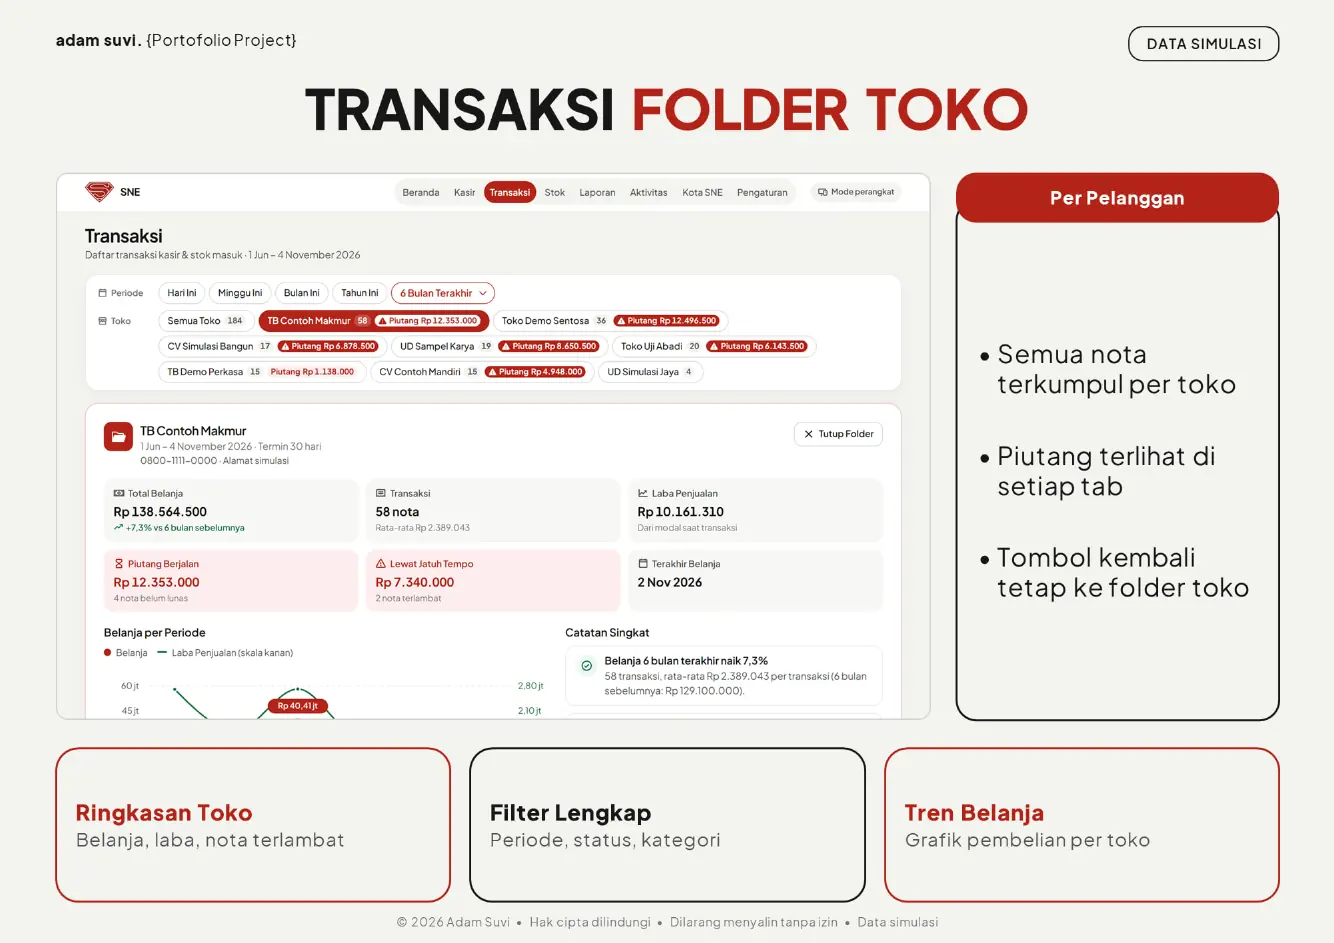 adam suvi. {Portofolio Project}
DATA SIMULASI
TRANSAKSI FOLDER TOKO
SNE
Beranda Kasir Transaksi Stok Laporan Aktivitas Kota SNE Pengaturan Mode perangkat
Transaksi
Daftar transaksi kasir & stok masuk · 1 Jun – 4 November 2026
Periode Hari Ini Minggu Ini Bulan Ini Tahun Ini 6 Bulan Terakhir
Toko Semua Toko 184 TB Contoh Makmur 58 Piutang Rp 12.353.000 Toko Demo Sentosa 36 Piutang Rp 12.496.500
CV Simulasi Bangun 17 Piutang Rp 6.878.500 UD Sampel Karya 19 Piutang Rp 8.650.500 Toko Uji Abadi 20 Piutang Rp 6.143.500
TB Demo Perkasa 15 Piutang Rp 1.138.000 CV Contoh Mandiri 15 Piutang Rp 4.948.000 UD Simulasi Jaya 4
TB Contoh Makmur
1 Jun – 4 November 2026 · Termin 30 hari
0800-1111-0000 · Alamat simulasi
Tutup Folder
Total Belanja
Rp 138.564.500
+7,3% vs 6 bulan sebelumnya
Transaksi
58 nota
Rata-rata Rp 2.389.043
Laba Penjualan
Rp 10.161.310
Dari modal saat transaksi
Piutang Berjalan
Rp 12.353.000
4 nota belum lunas
Lewat Jatuh Tempo
Rp 7.340.000
2 nota terlambat
Terakhir Belanja
2 Nov 2026
Belanja per Periode
Belanja Laba Penjualan (skala kanan)
60 jt 2,80 jt
Rp 40,41 jt
45 jt 2,10 jt
Catatan Singkat
Belanja 6 bulan terakhir naik 7,3%
58 transaksi, rata-rata Rp 2.389.043 per transaksi (6 bulan
sebelumnya: Rp 129.100.000).
Per Pelanggan
• Semua nota
terkumpul per toko
• Piutang terlihat di
setiap tab
• Tombol kembali
tetap ke folder toko
Ringkasan Toko
Belanja, laba, nota terlambat
Filter Lengkap
Periode, status, kategori
Tren Belanja
Grafik pembelian per toko
© 2026 Adam Suvi • Hak cipta dilindungi • Dilarang menyalin tanpa izin • Data simulasi